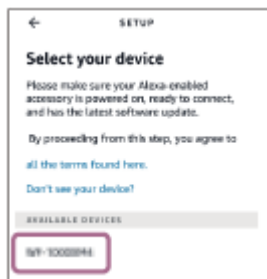 SETUP
Select your device
Please make sure your Alexa-enabled
accessory is powered on, ready to connect,
and has the latest software update.
By proceeding from this step, you agree to
all the terms found here.
Don't see your device?
AVAILABLE DEVICES